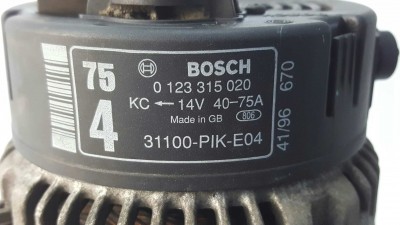 75
4
BOSCH
0 123 315 020
KC ← 14V 40-75A
Made in GB 806
31100-PIK-E04
41/96 670